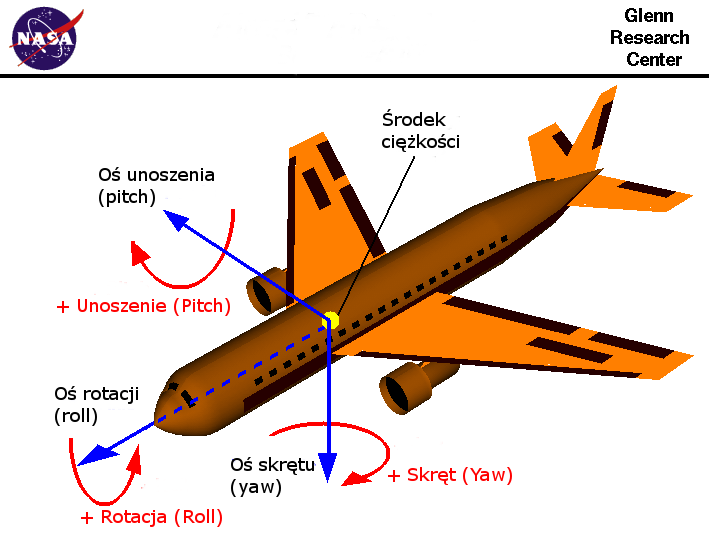 NASA
Glenn
Research
Center
Środek
ciężkości
Oś unoszenia
(pitch)
+ Unoszenie (Pitch)
Oś rotacji
(roll)
Oś skrętu
(yaw)
+ Skręt (Yaw)
+ Rotacja (Roll)